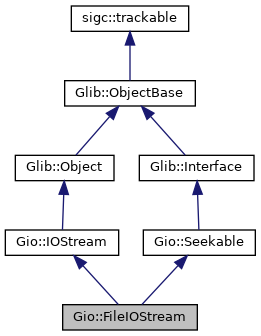 sigc::trackable
Glib::ObjectBase
Glib::Object
Glib::Interface
Gio::IOStream
Gio::Seekable
Gio::FileIOStream